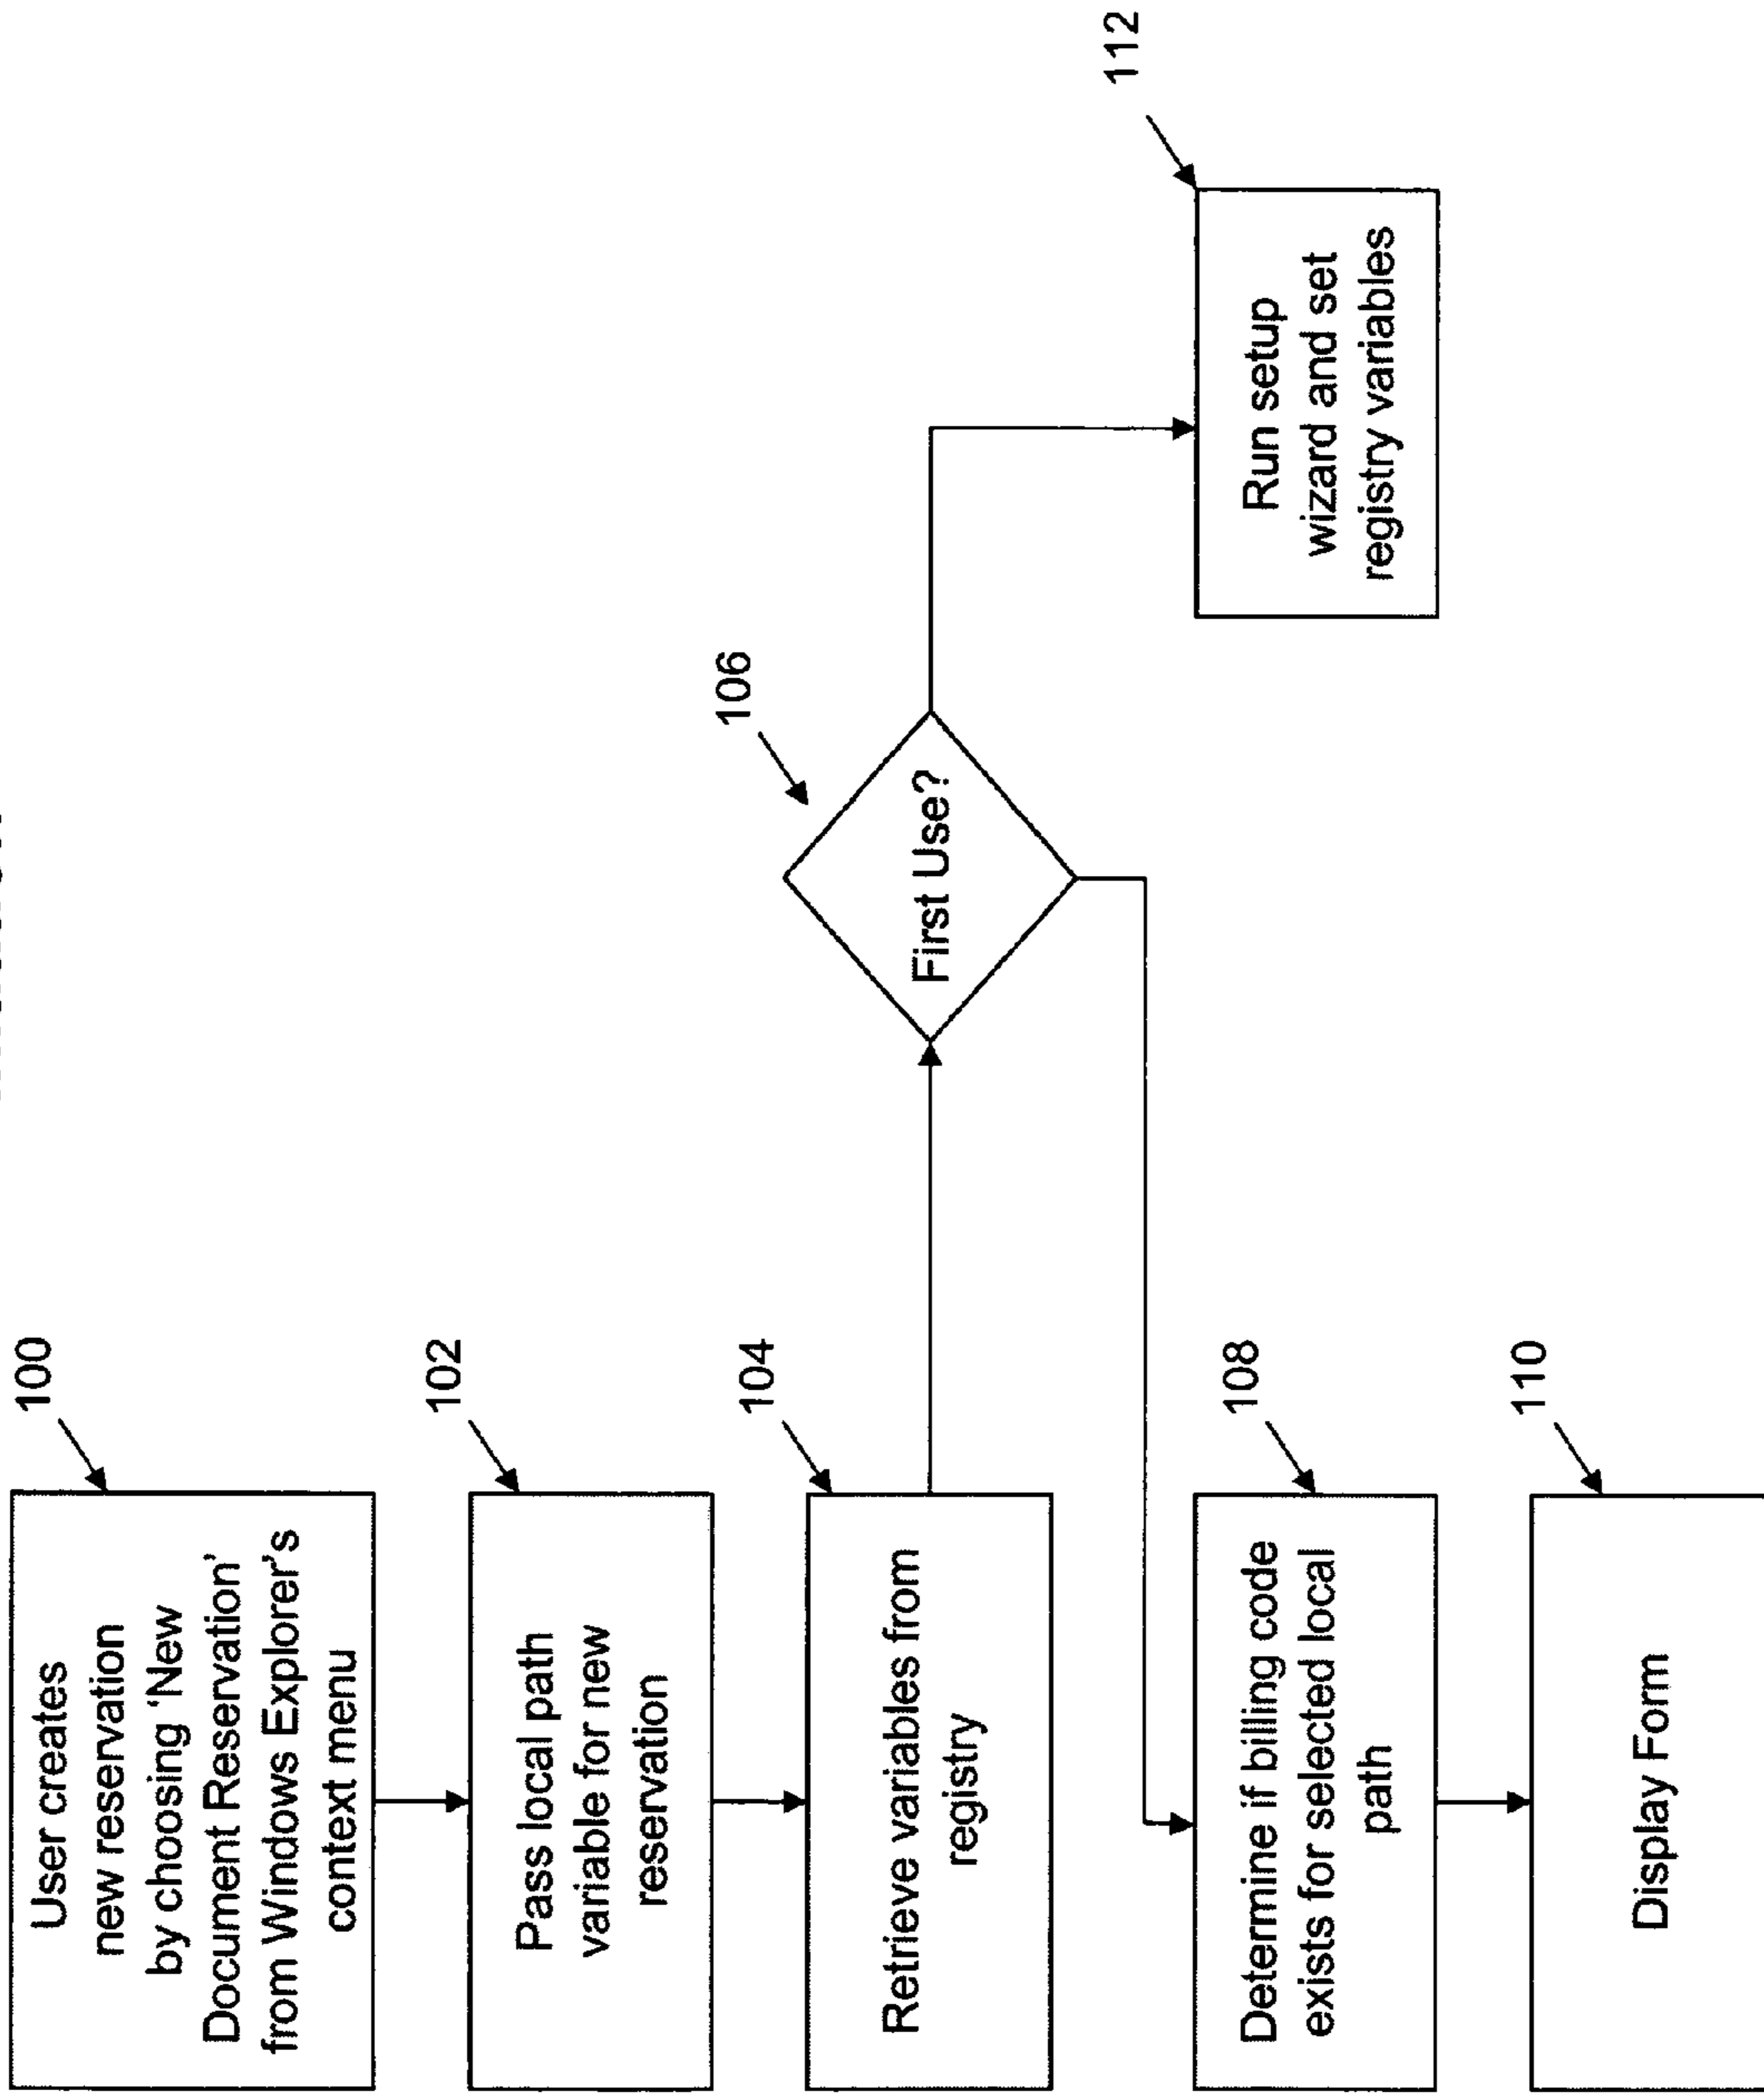 100
User creates
new reservation
by choosing ‘New
Document Reservation’
from Windows Explorer’s
context menu
102
Pass local path
variable for new
reservation
104
Retrieve variables from
registry
106
First Use?
112
Run setup
wizard and set
registry variables
108
Determine if billing code
exists for selected local
path
110
Display Form